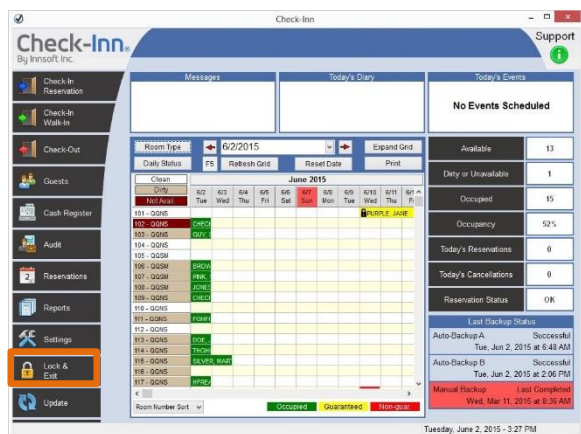 Check-Inn
Check-Inn®
By Innsoft Inc.
Support
Check-In
Reservation
Check-In
Walk-In
Check-Out
Guests
Cash Register
Audit
2
Reservations
Reports
Settings
Lock &
Exit
Update
Messages
Today's Diary
Today's Events
No Events Scheduled
Room Type
6/2/2015
Expand Grid
Daily Status
F5
Refresh Grid
Reset Date
Print
Clean
Dirty
Not Avail.
June 2015
6/2 6/3 6/4 6/5 6/6 6/7 6/8 6/9 6/10 6/11
Tue Wed Thu Fri Sat Sun Mon Tue Wed Thu
101 - QQNS PURPLE, JANE
102 - QQNS CHECI
103 - QQNS GUY,
104 - QQNS
105 - QQSM
106 - QQSM BROW
107 - QQSM PINK,
108 - QQSM JONES
109 - QQNS CHECI
110 - QQNS
111 - QQNS
112 - QQNS
113 - QQNS DOE,
114 - QQNS THOM
115 - QQNS SILVER, MAR
116 - QQNS
117 - QQNS
Room Number Sort
Occupied
Guaranteed
Non-guar.
Available 13
Dirty or Unavailable 1
Occupied 15
Occupancy 52%
Today's Reservations 0
Today's Cancellations 0
Reservation Status OK
Last Backup Status
Auto-Backup A Successful
Tue, Jun 2, 2015 at 6:48 AM
Auto-Backup B Successful
Tue, Jun 2, 2015 at 2:06 PM
Manual Backup Last Completed
Wed, Mar 11, 2015 at 8:36 AM
Tuesday, June 2, 2015 - 3:27 PM